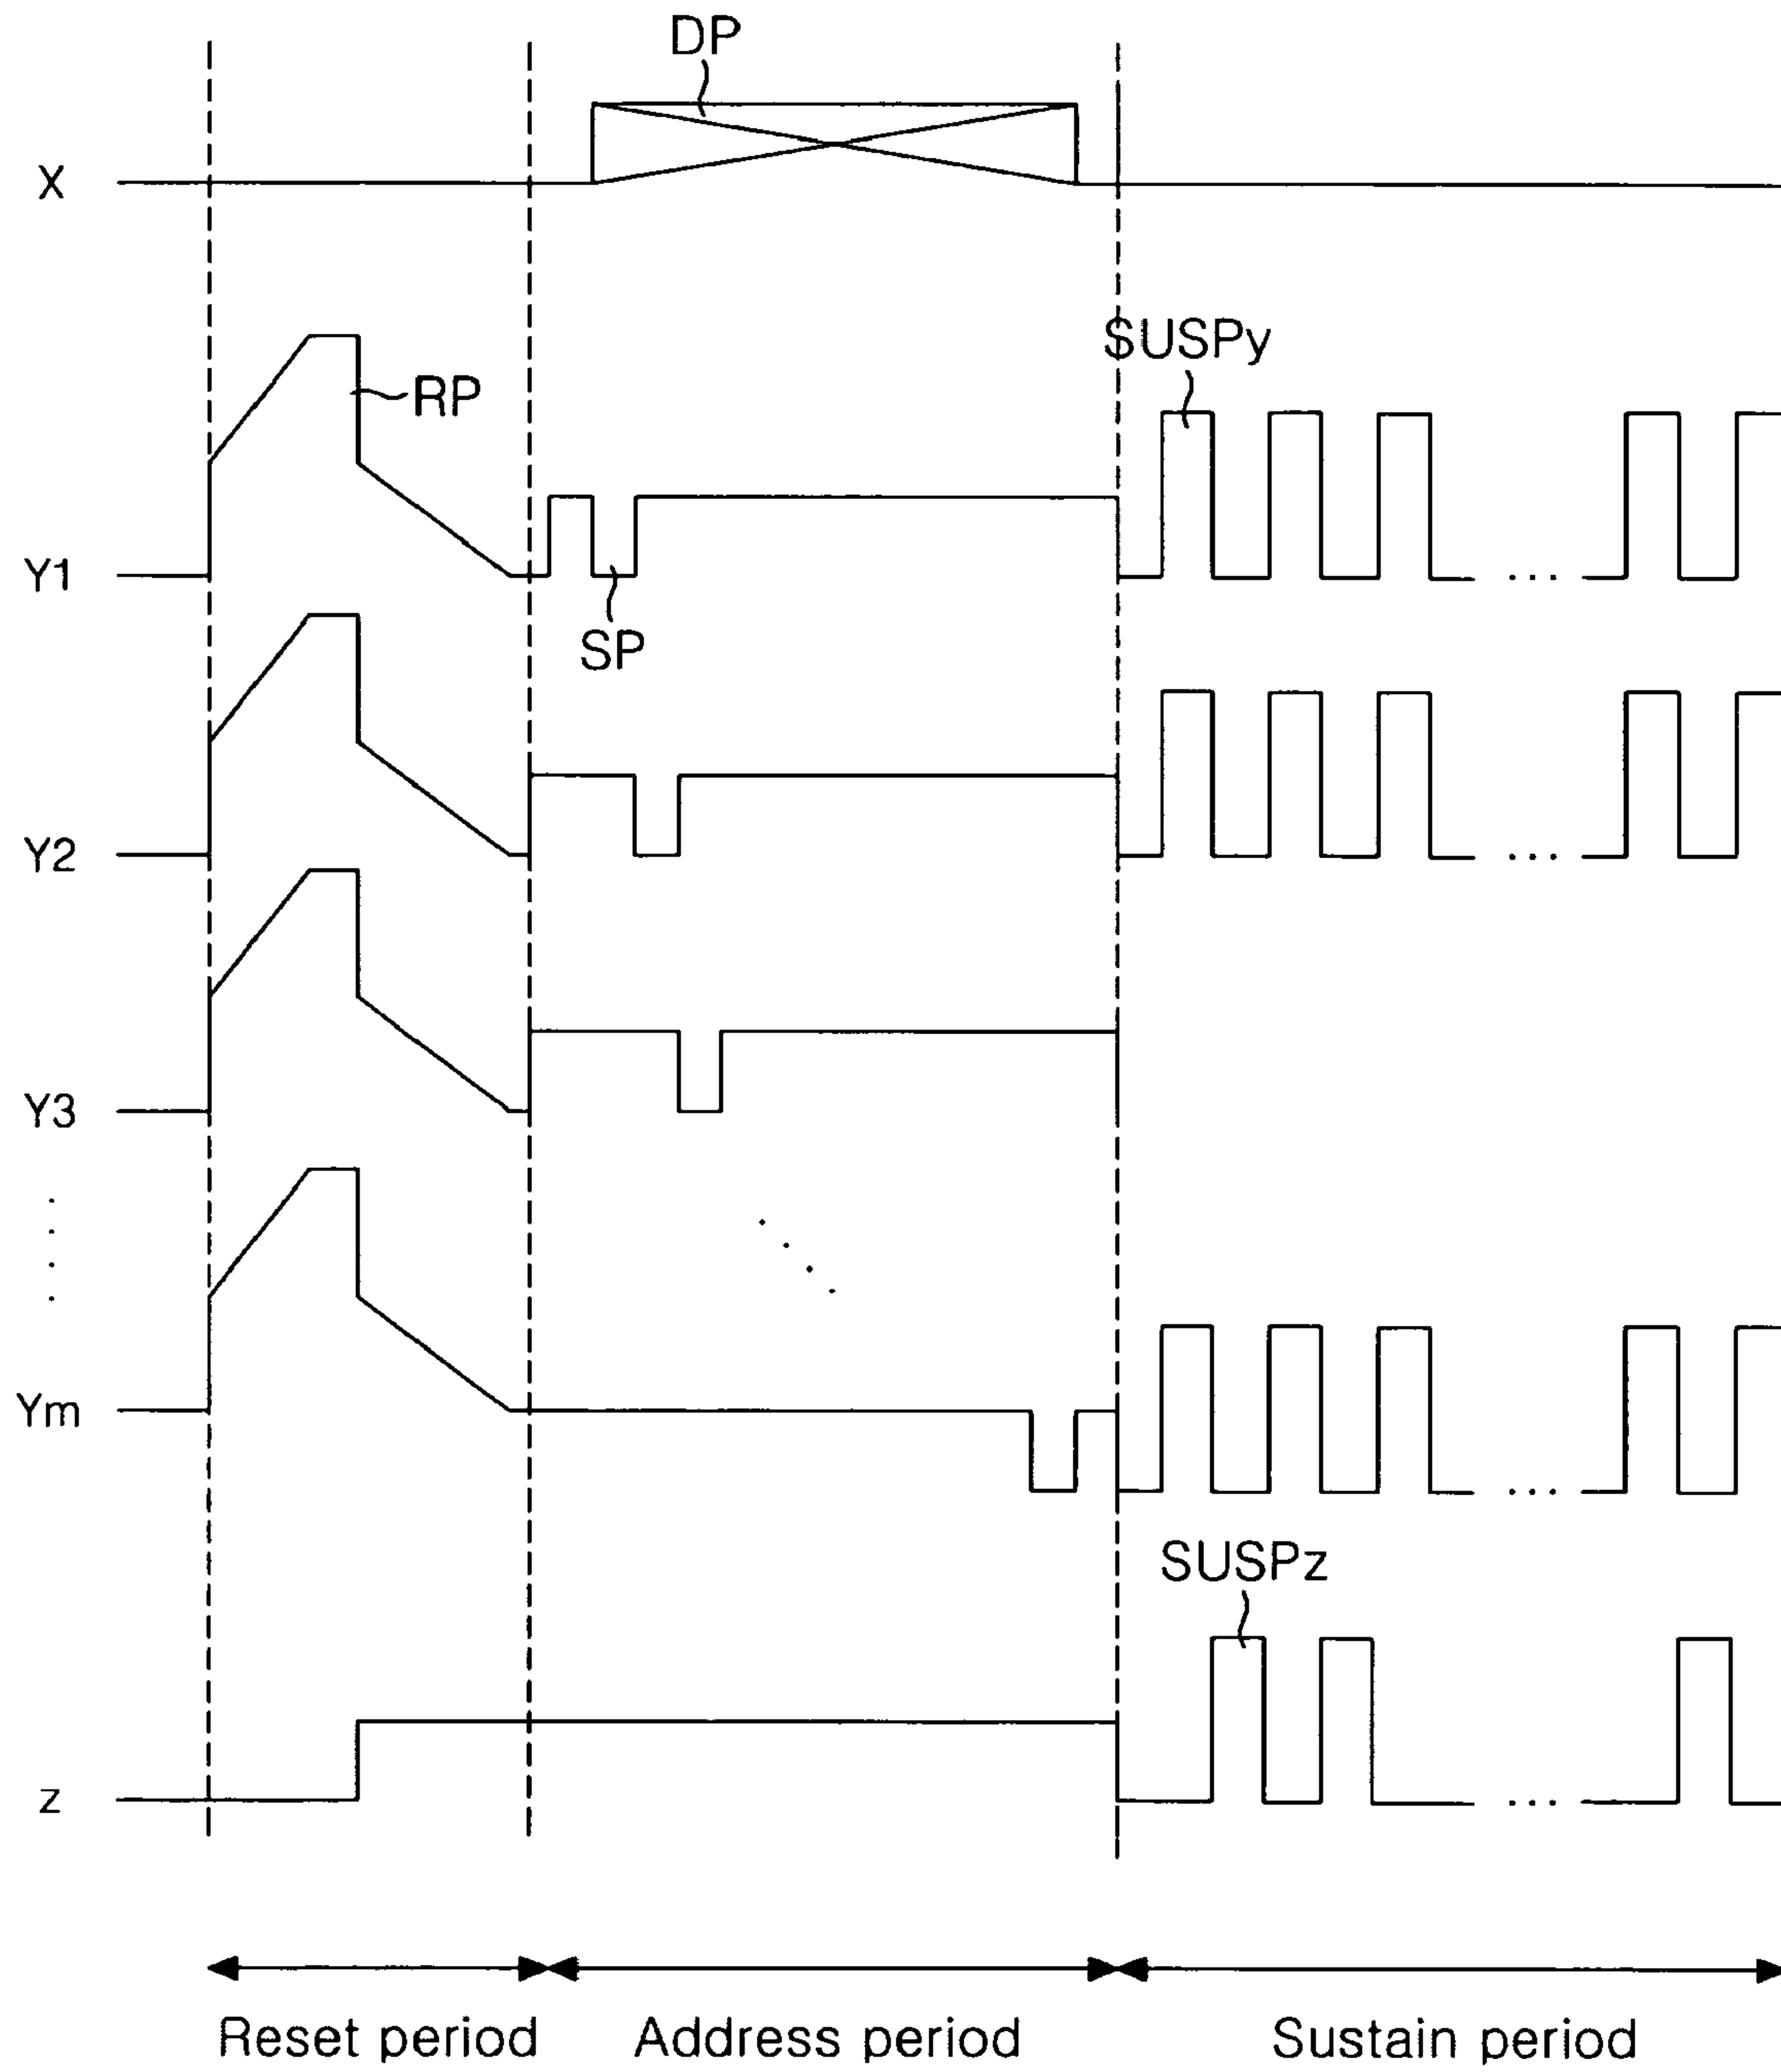 DP
X
SUSPy
RP
Y1
SP
Y2
Y3
Ym
SUSPz
z
Reset period
Address period
Sustain period